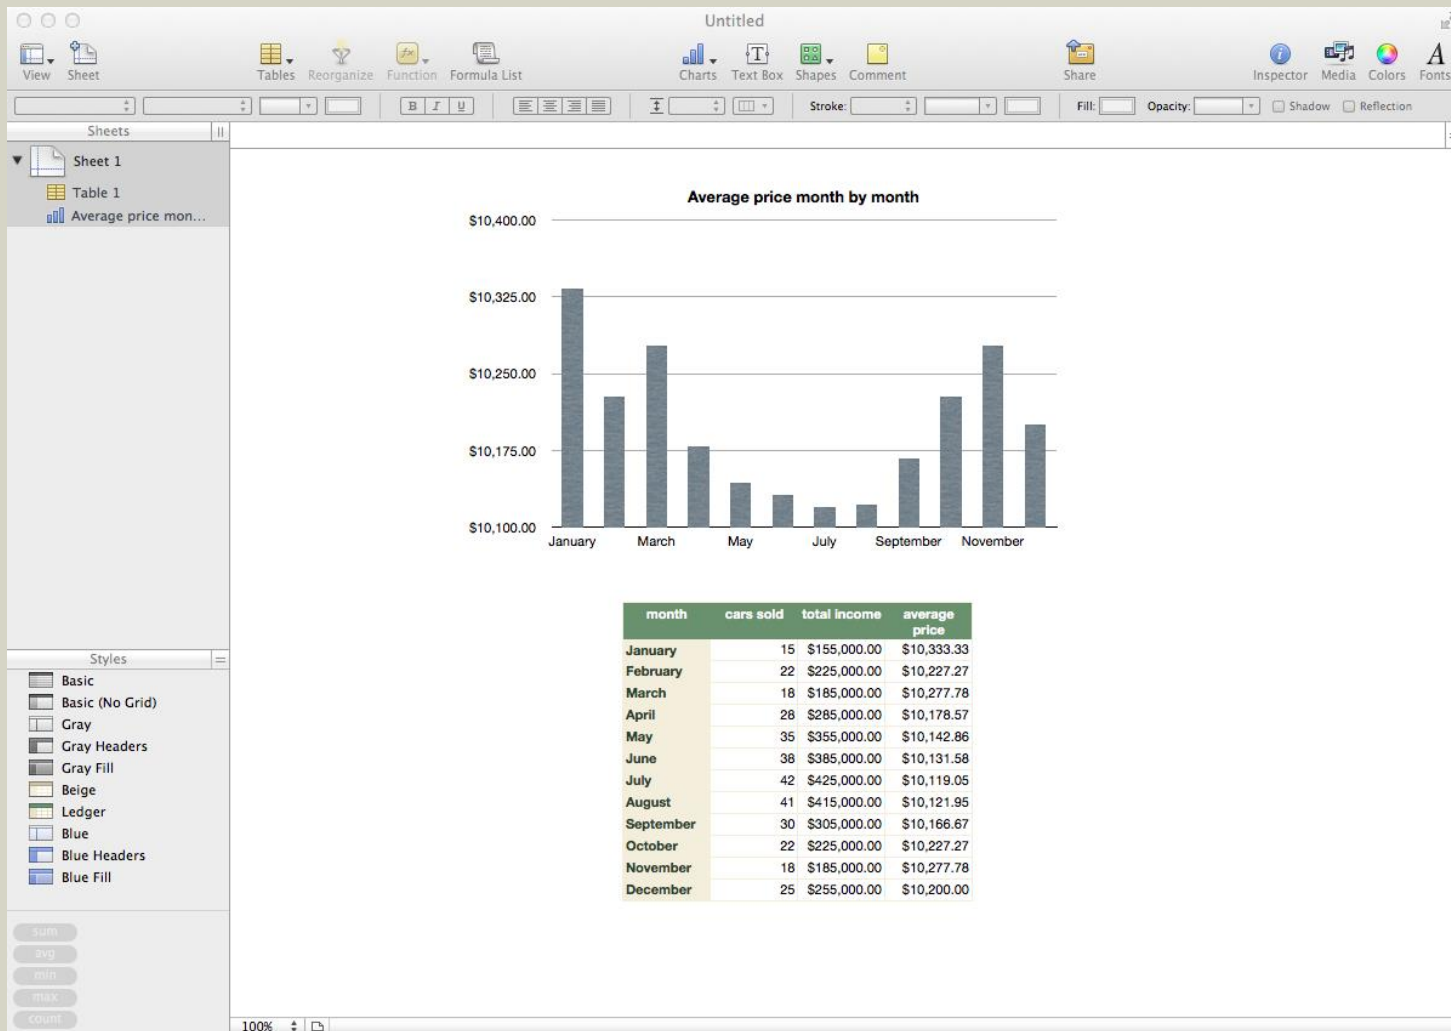 Untitled
View Sheet Tables Reorganize Function Formula List Charts Text Box Shapes Comment Share Inspector Media Colors Fonts
B I U Stroke: Fill: Opacity: Shadow Reflection
Sheets
Sheet 1
Table 1
Average price mon...
Average price month by month
$10,400.00
$10,325.00
$10,250.00
$10,175.00
$10,100.00
January March May July September November
month cars sold total income average price
January 15 $155,000.00 $10,333.33
February 22 $225,000.00 $10,227.27
March 18 $185,000.00 $10,277.78
April 28 $285,000.00 $10,178.57
May 35 $355,000.00 $10,142.86
June 38 $385,000.00 $10,131.58
July 42 $425,000.00 $10,119.05
August 41 $415,000.00 $10,121.95
September 30 $305,000.00 $10,166.67
October 22 $225,000.00 $10,227.27
November 18 $185,000.00 $10,277.78
December 25 $255,000.00 $10,200.00
Styles
Basic
Basic (No Grid)
Gray
Gray Headers
Gray Fill
Beige
Ledger
Blue
Blue Headers
Blue Fill
sum
avg
min
max
count
100%